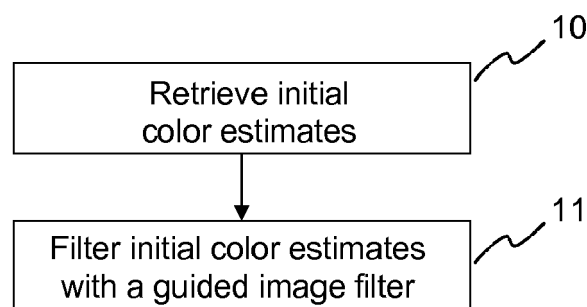 10
Retrieve initial
color estimates
11
Filter initial color estimates
with a guided image filter